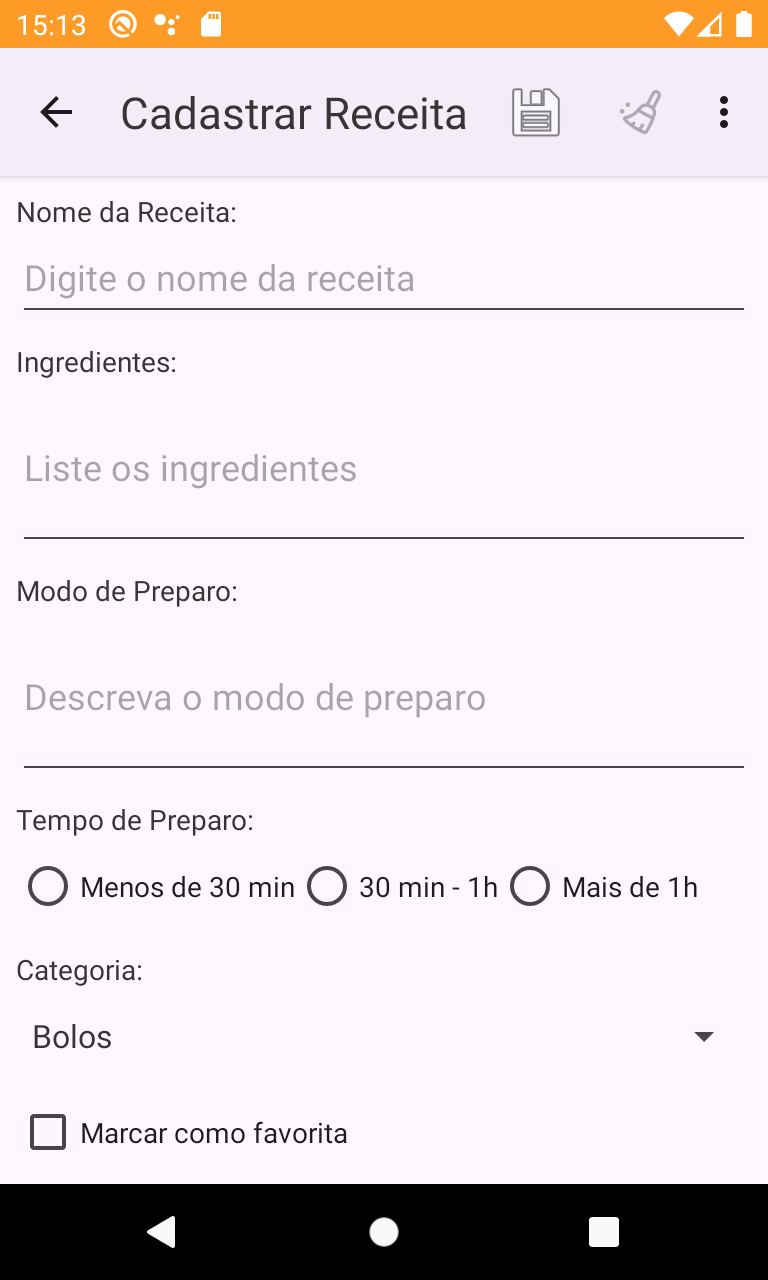 15:13
Cadastrar Receita
Nome da Receita:
Digite o nome da receita
Ingredientes:
Liste os ingredientes
Modo de Preparo:
Descreva o modo de preparo
Tempo de Preparo:
Menos de 30 min 30 min - 1h Mais de 1h
Categoria:
Bolos
Marcar como favorita